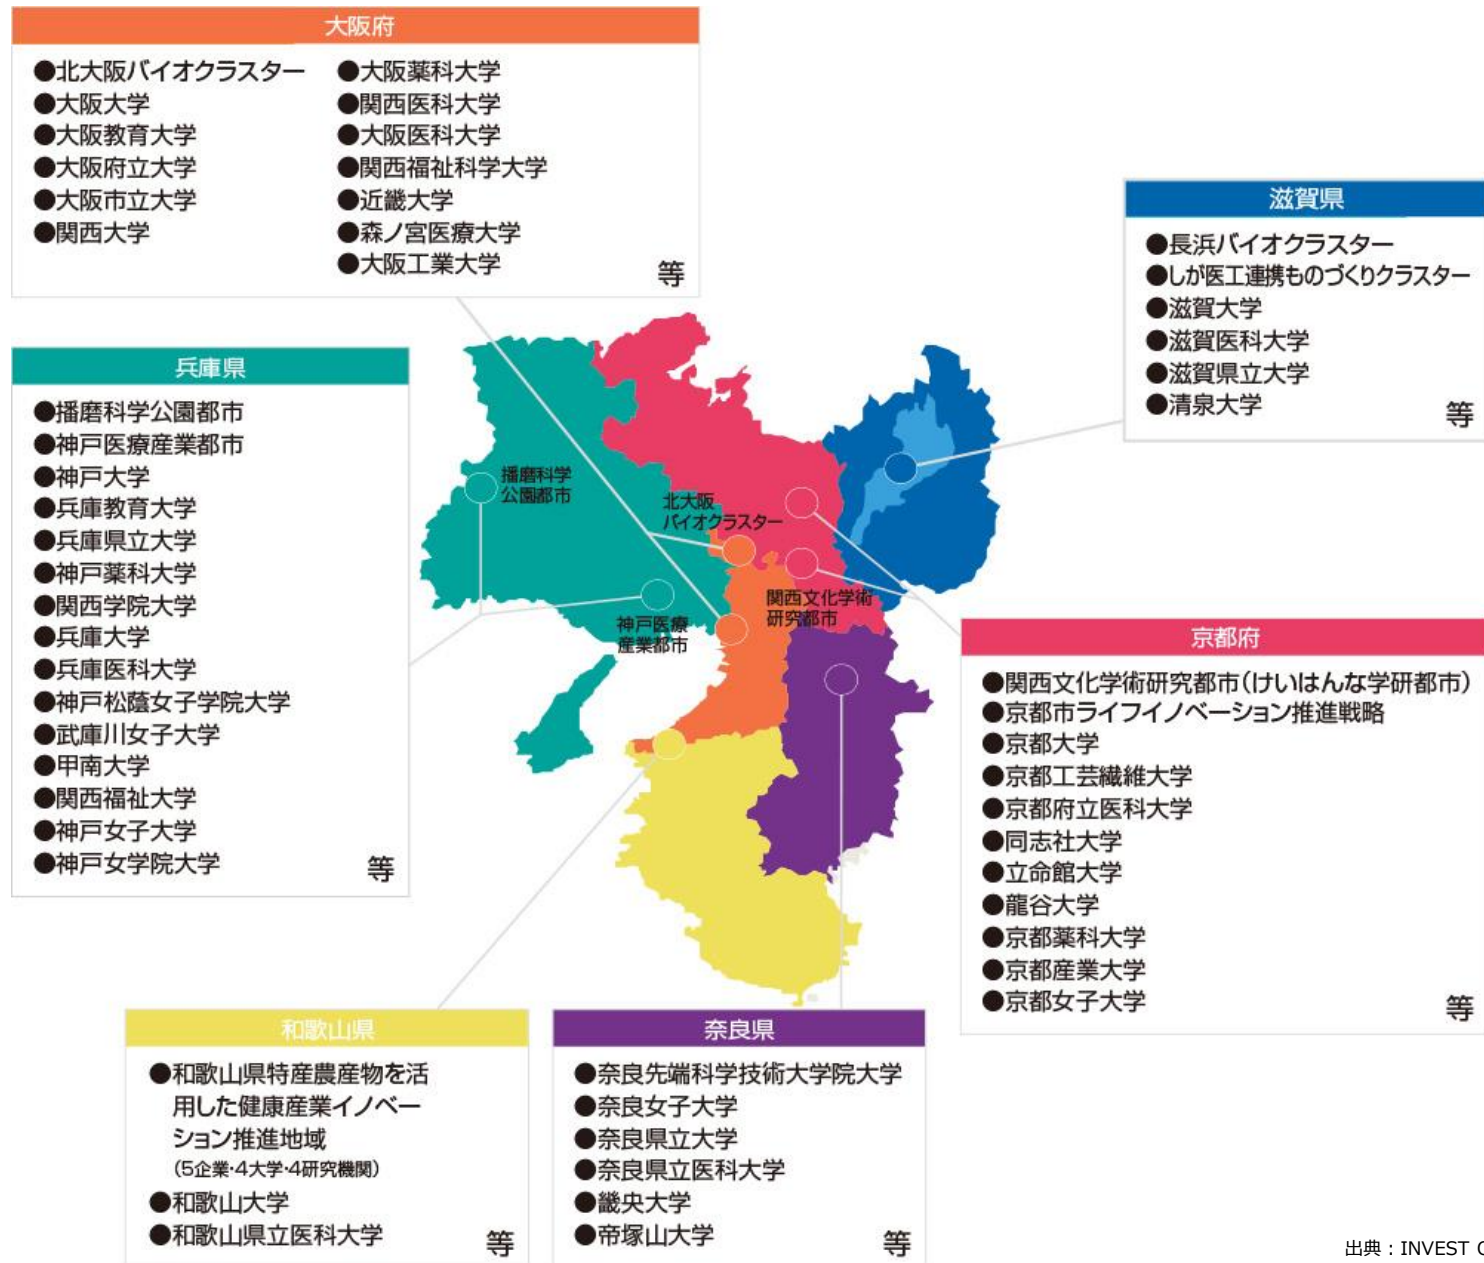 大阪府
●北大阪バイオクラスター
●大阪大学
●大阪教育大学
●大阪府立大学
●大阪市立大学
●関西大学
●大阪薬科大学
●関西医科大学
●大阪医科大学
●関西福祉科学大学
●近畿大学
●森ノ宮医療大学
●大阪工業大学
等
滋賀県
●長浜バイオクラスター
●しが医工連携ものづくりクラスター
●滋賀大学
●滋賀医科大学
●滋賀県立大学
●清泉大学
等
兵庫県
●播磨科学公園都市
●神戸医療産業都市
●神戸大学
●兵庫教育大学
●兵庫県立大学
●神戸薬科大学
●関西学院大学
●兵庫大学
●兵庫医科大学
●神戸松蔭女子学院大学
●武庫川女子大学
●甲南大学
●関西福祉大学
●神戸女子大学
●神戸女学院大学
等
播磨科学
公園都市
北大阪
バイオクラスター
神戸医療
産業都市
関西文化学術
研究都市
京都府
●関西文化学術研究都市(けいはんな学研都市)
●京都市ライフイノベーション推進戦略
●京都大学
●京都工芸繊維大学
●京都府立医科大学
●同志社大学
●立命館大学
●龍谷大学
●京都薬科大学
●京都産業大学
●京都女子大学
等
和歌山県
●和歌山県特産農産物を活
用した健康産業イノベー
ション推進地域
(5企業・4大学・4研究機関)
●和歌山大学
●和歌山県立医科大学
等
奈良県
●奈良先端科学技術大学院大学
●奈良女子大学
●奈良県立大学
●奈良県立医科大学
●畿央大学
●帝塚山大学
等
出典：INVEST